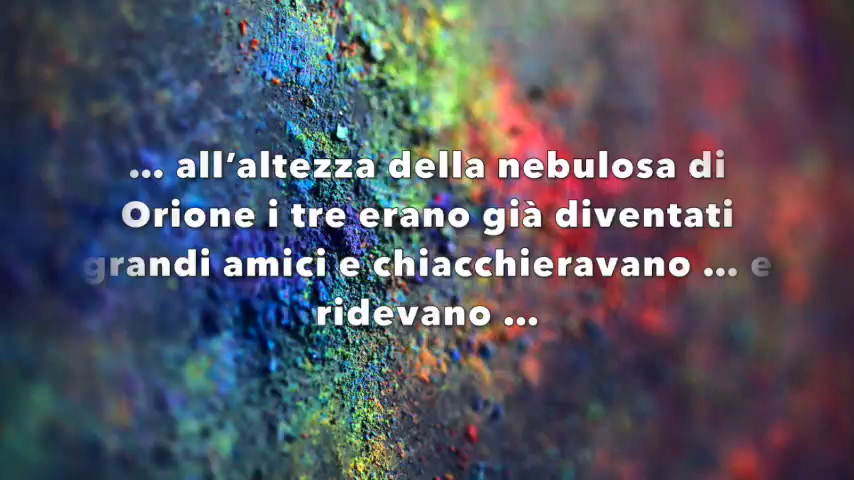 ... all’altezza della nebulosa di
Orione i tre erano già diventati
grandi amici e chiacchieravano ... e
ridevano ...